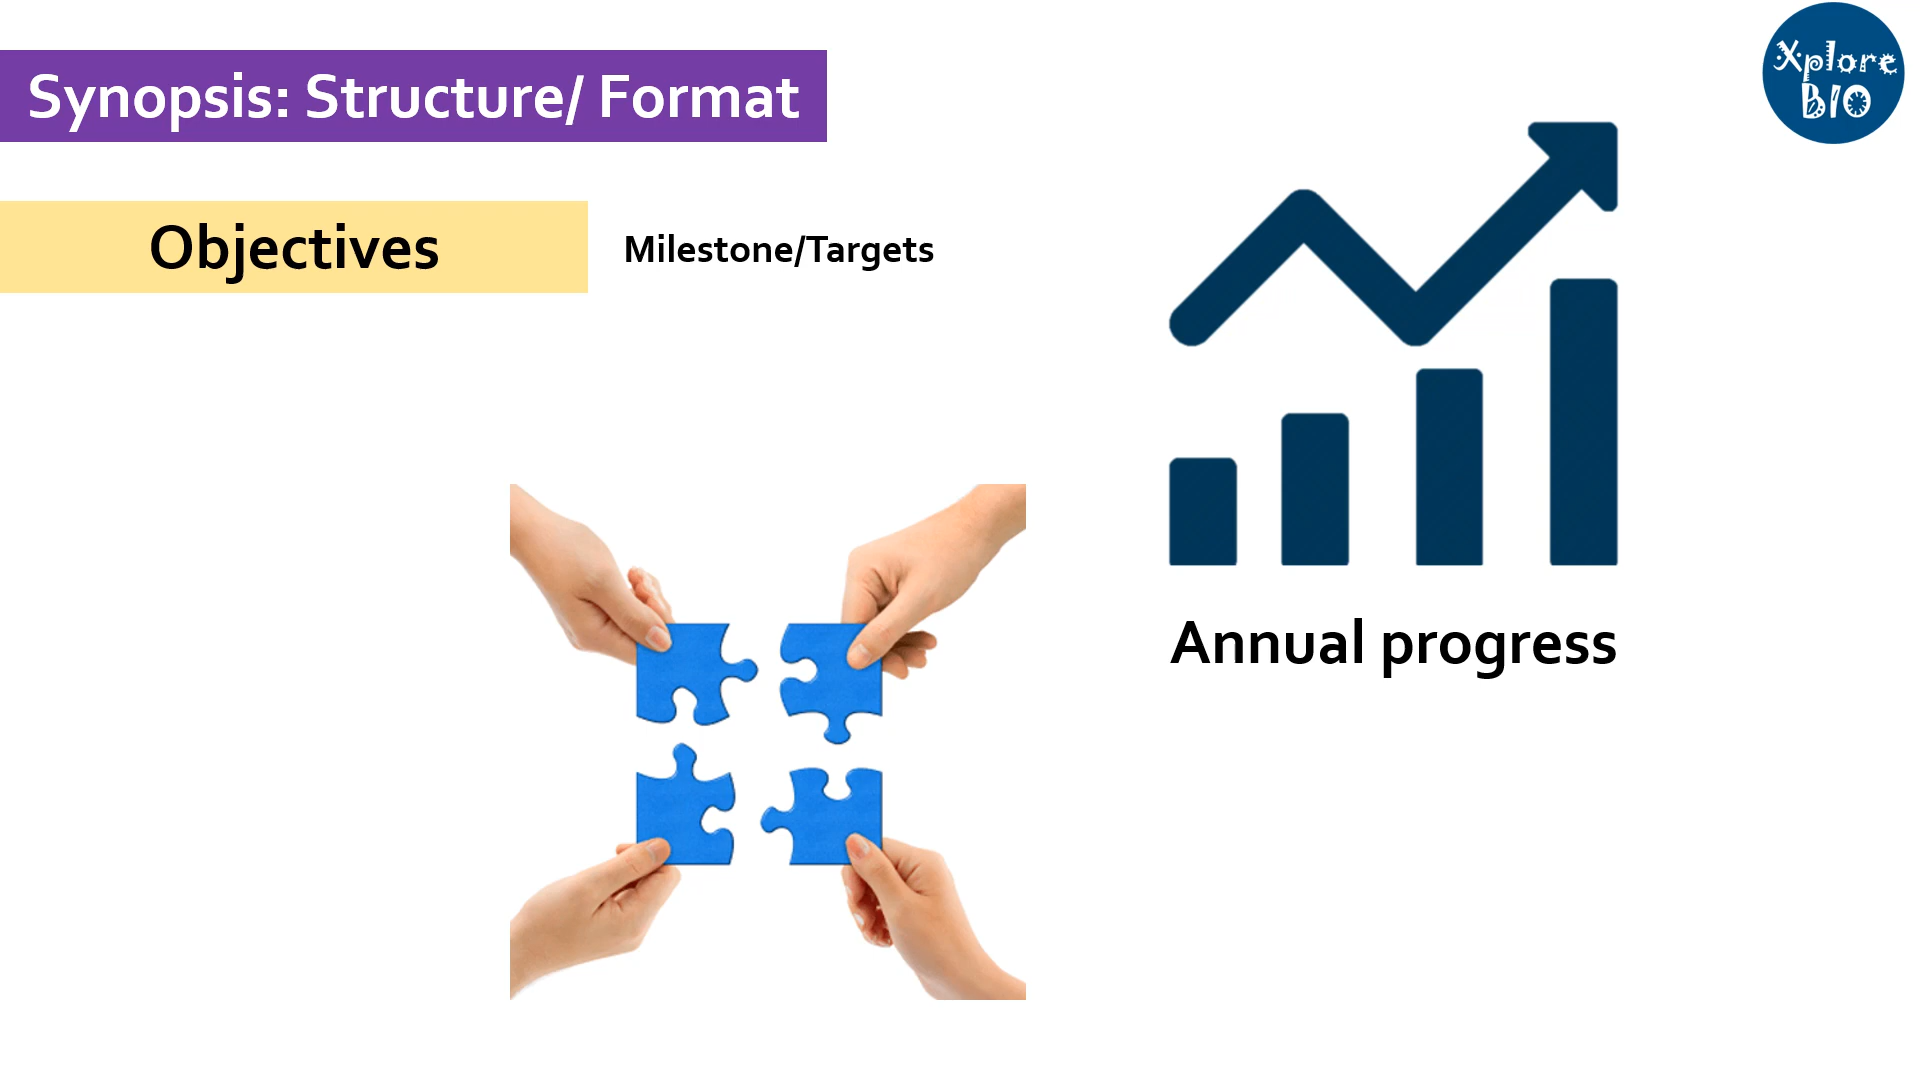 Synopsis: Structure/ Format
Xplore
BIO
Objectives
Milestone/Targets
Annual progress